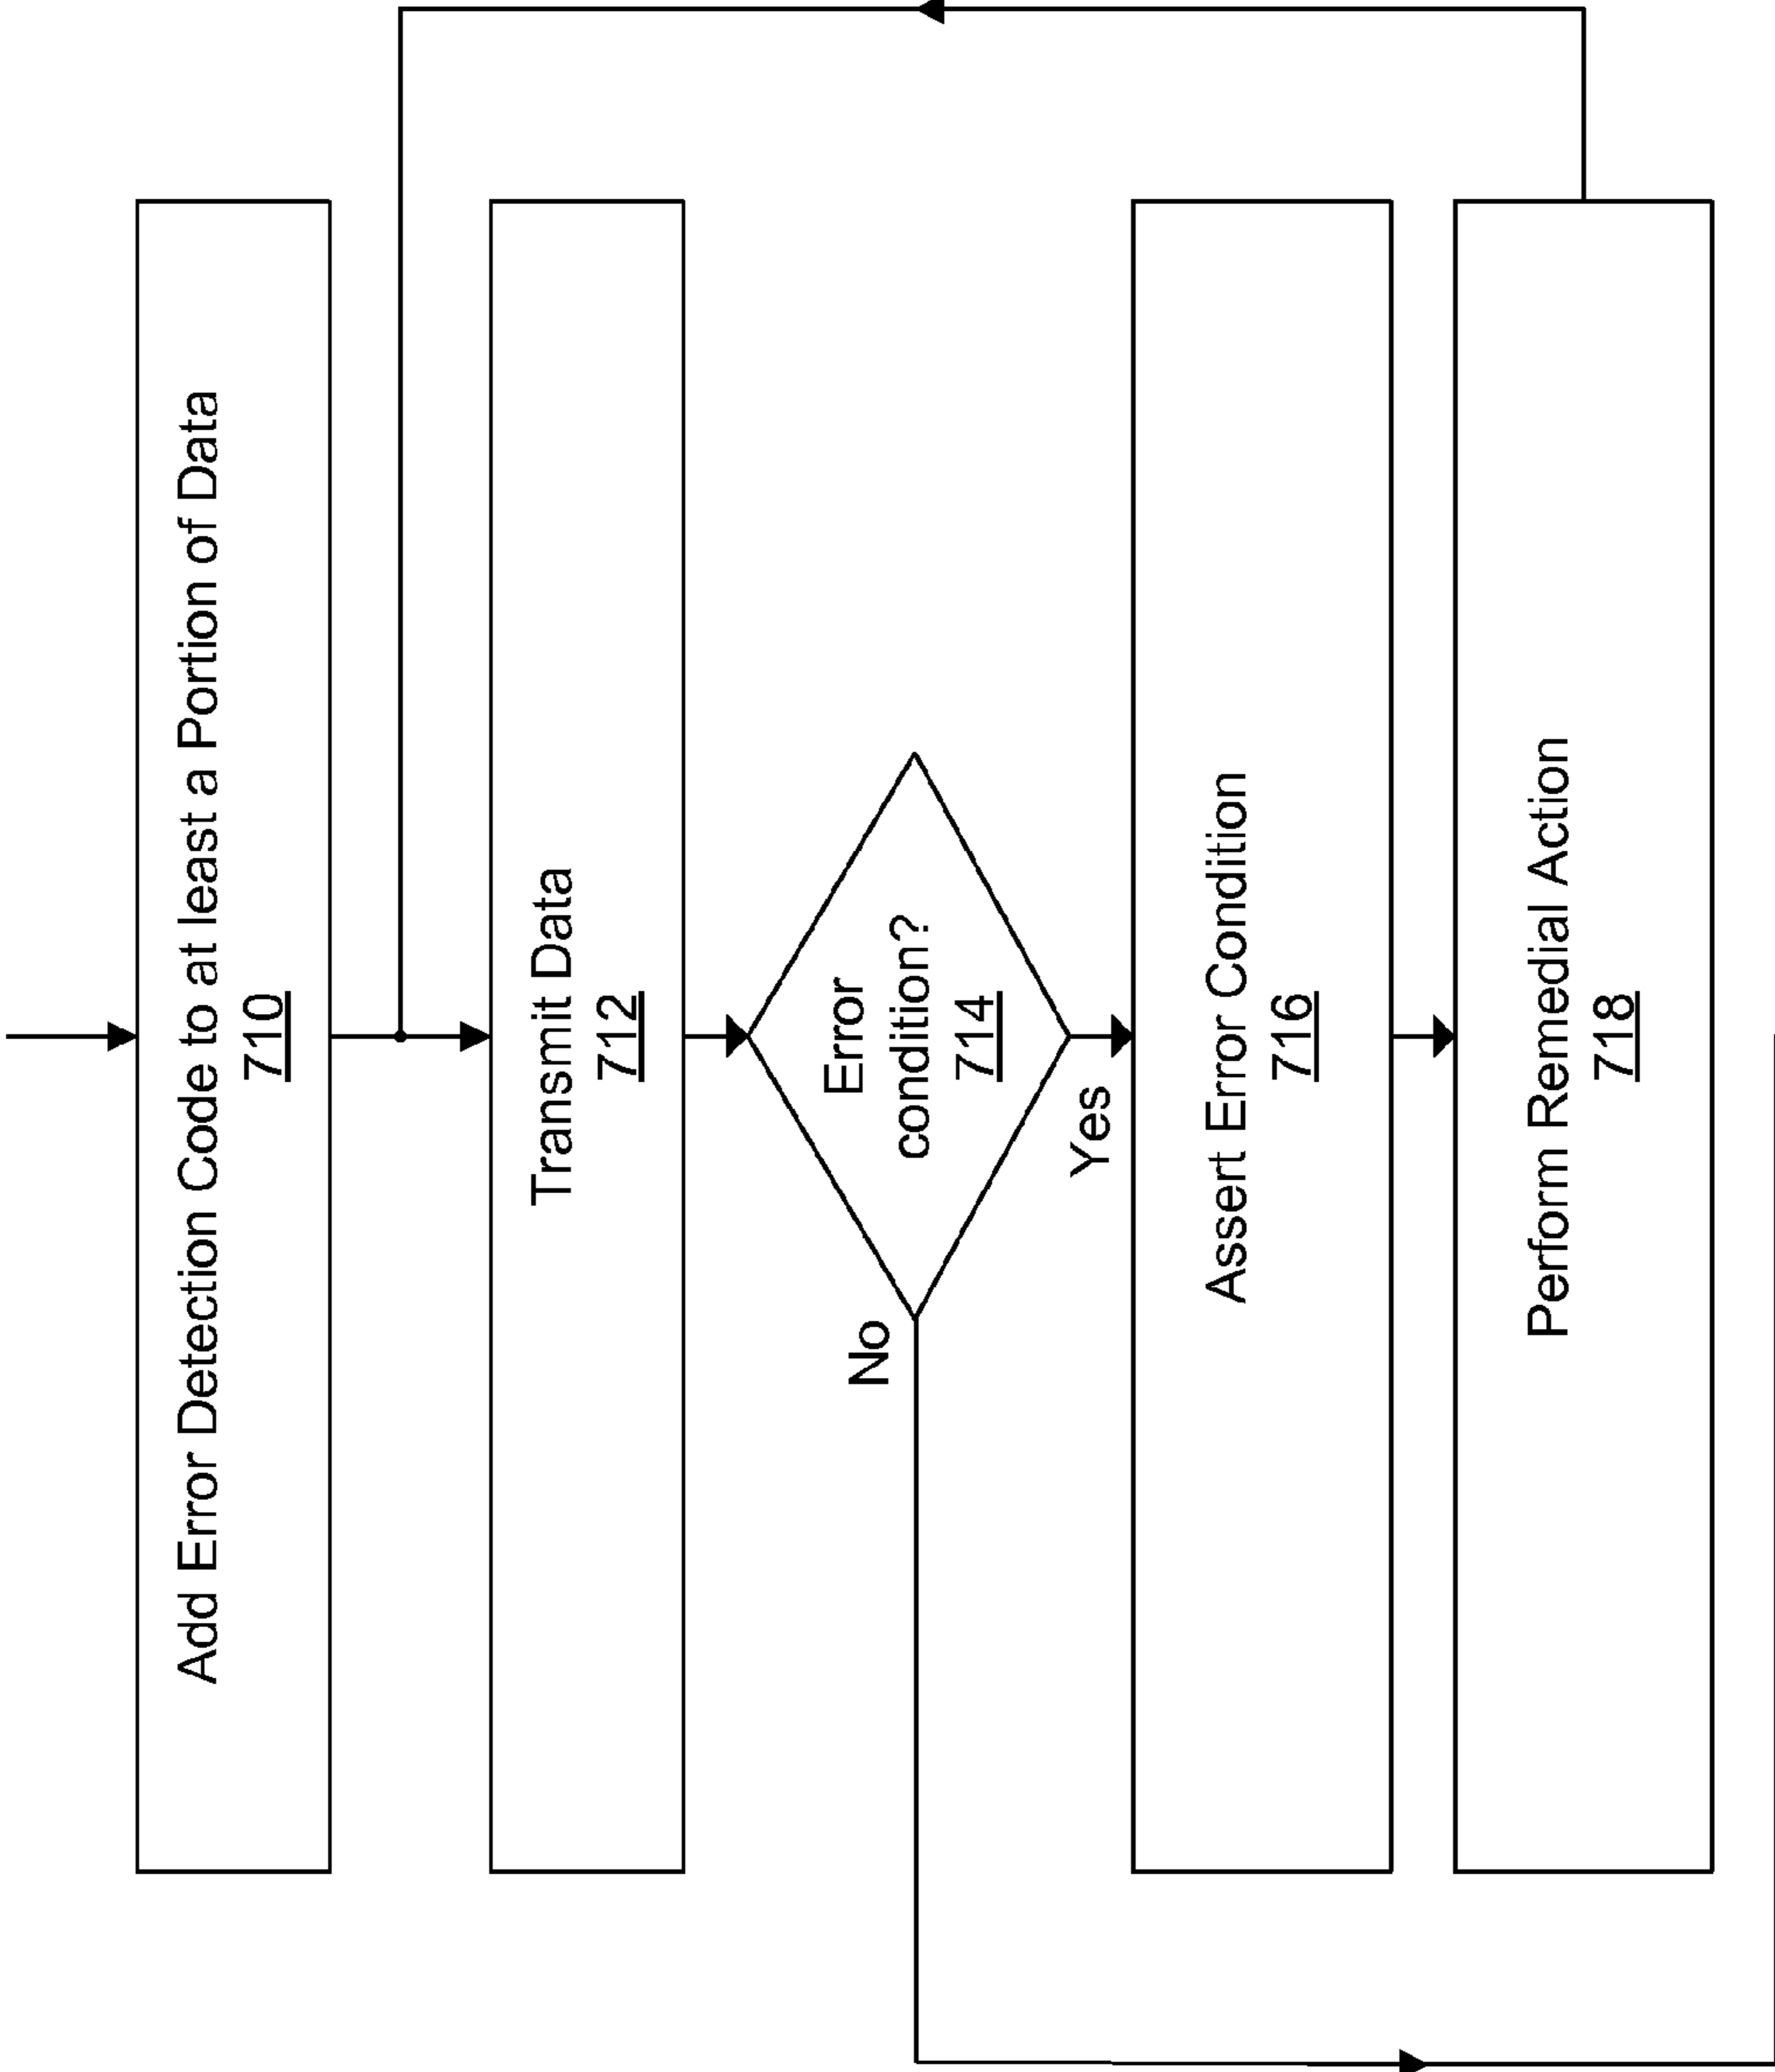 Add Error Detection Code to at least a Portion of Data
710
Transmit Data
712
Error
condition?
714
No
Yes
Assert Error Condition
716
Perform Remedial Action
718